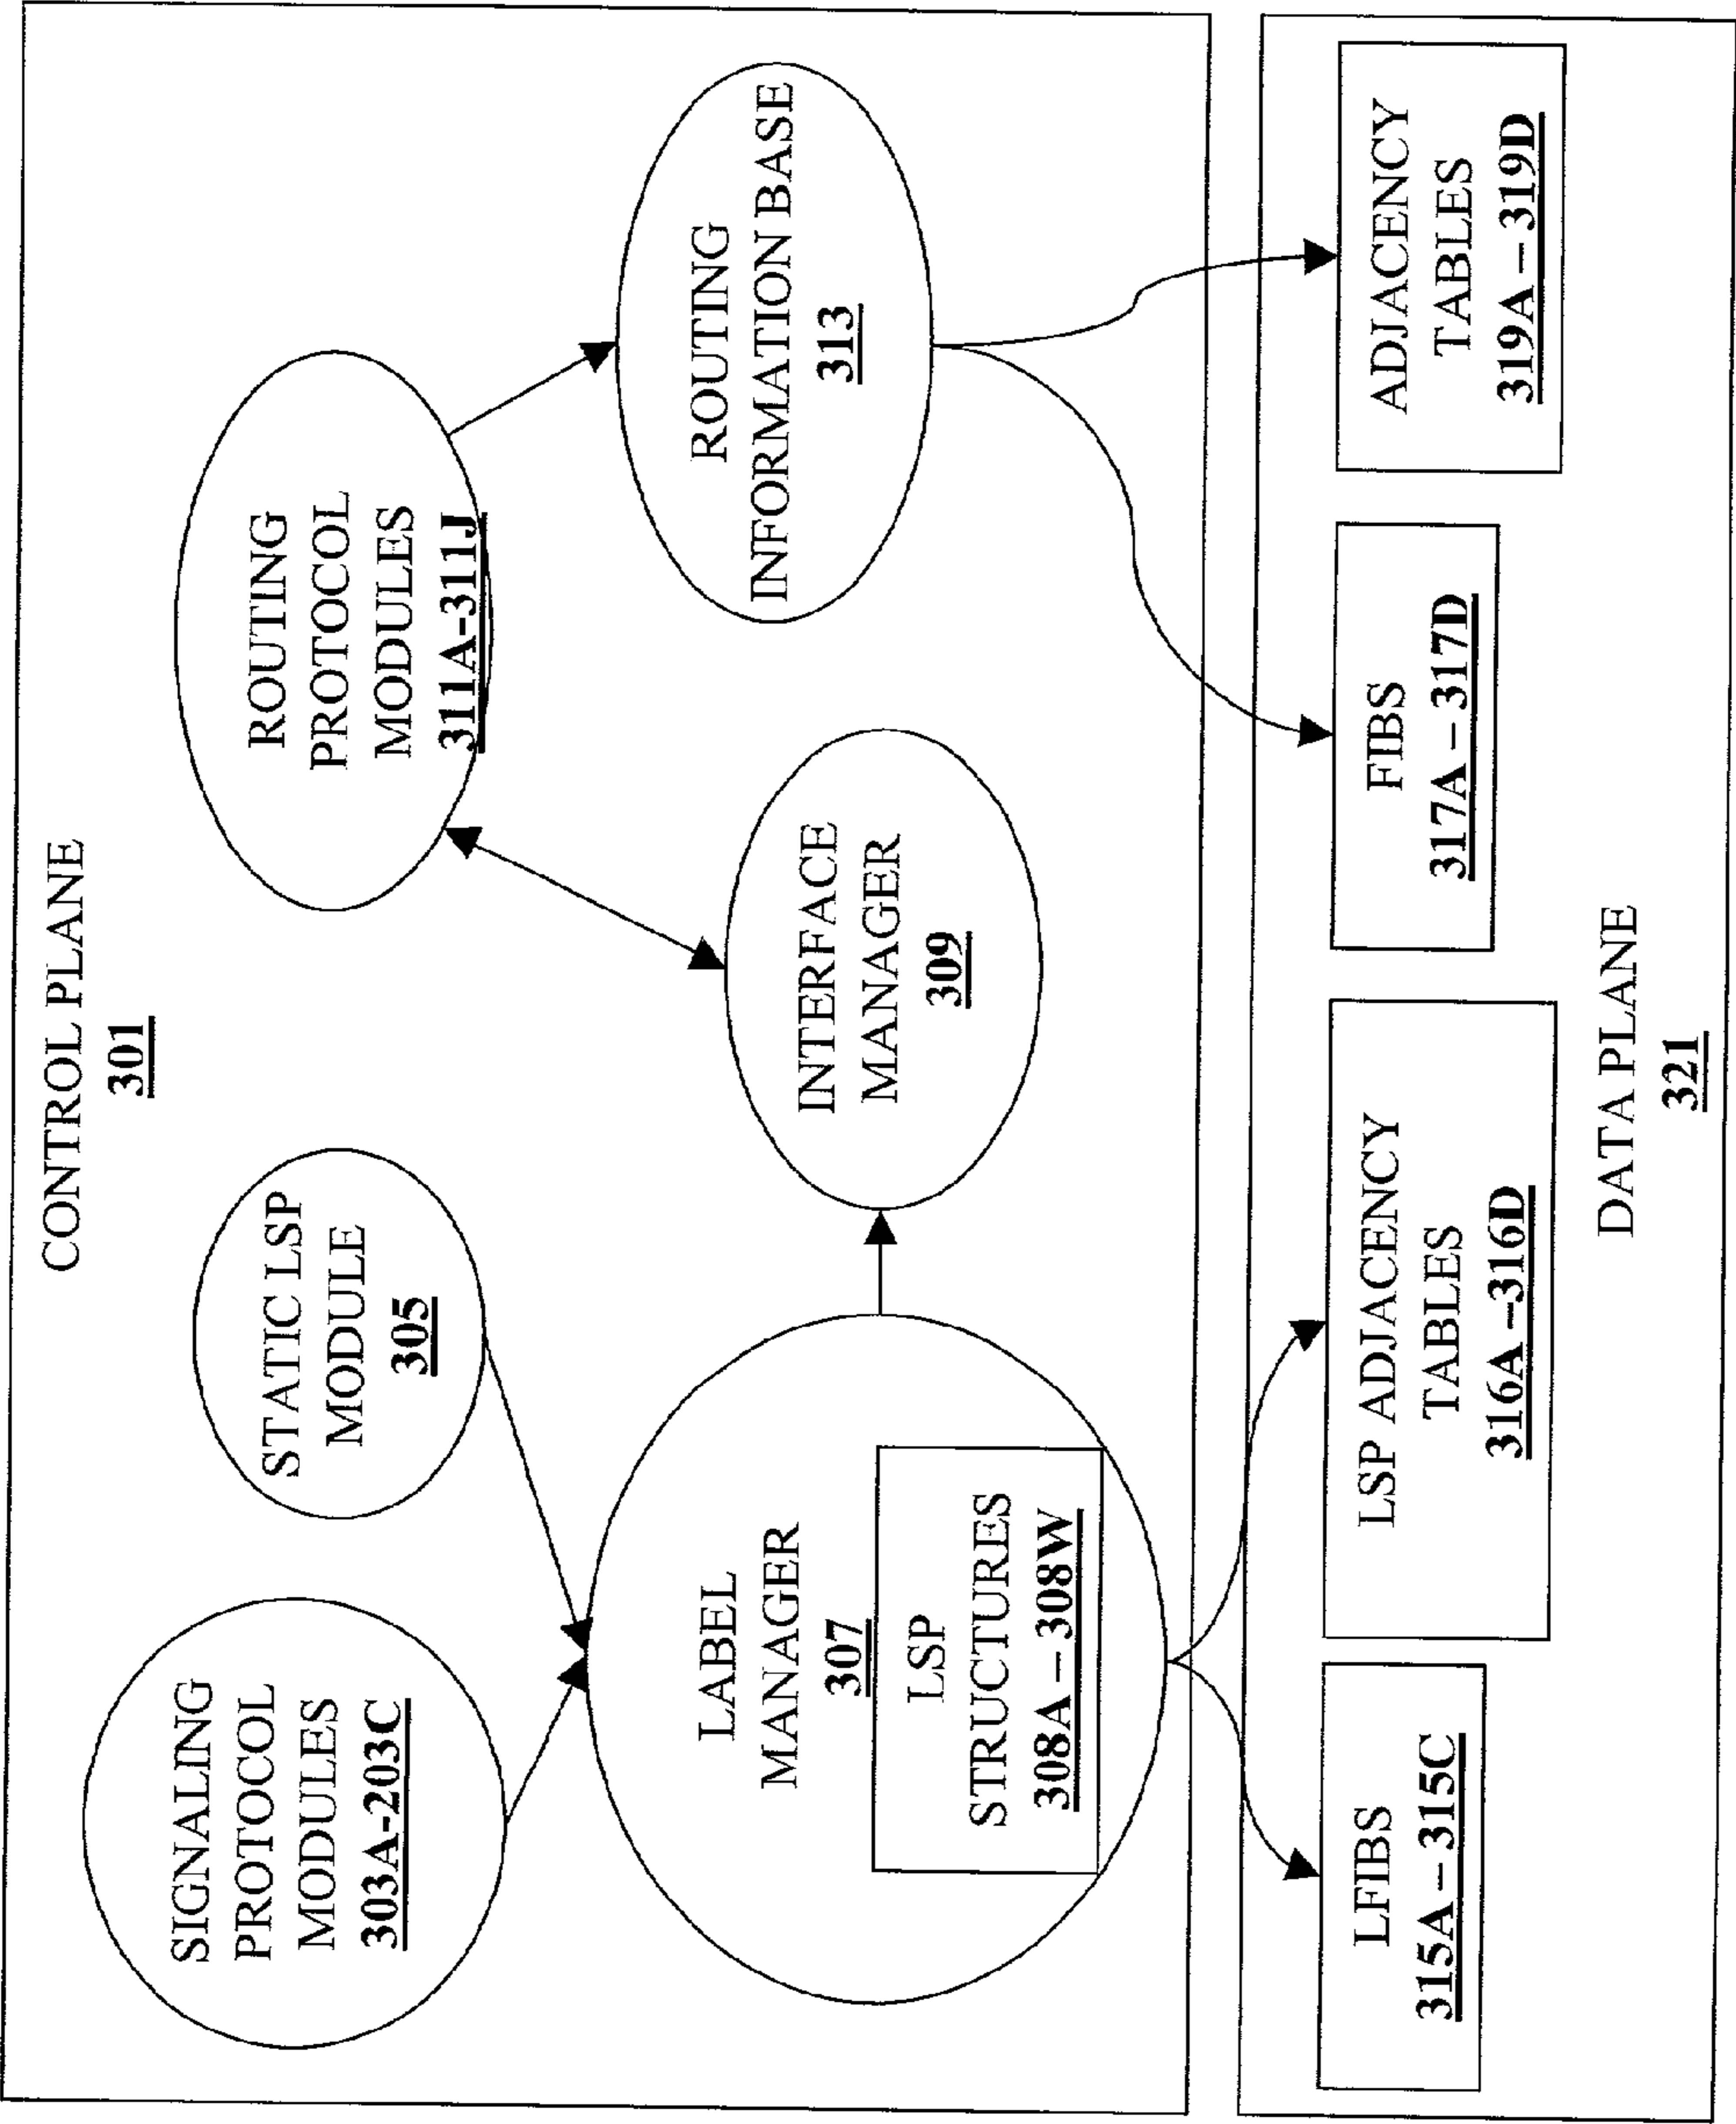 CONTROL PLANE
301
SIGNALING
PROTOCOL
MODULES
303A-203C
STATIC LSP
MODULE
305
ROUTING
PROTOCOL
MODULES
311A-311J
LABEL
MANAGER
307
LSP
STRUCTURES
308A – 308W
INTERFACE
MANAGER
309
ROUTING
INFORMATION BASE
313
LFIBS
315A – 315C
LSP ADJACENCY
TABLES
316A –316D
FIBS
317A – 317D
ADJACENCY
TABLES
319A – 319D
DATA PLANE
321